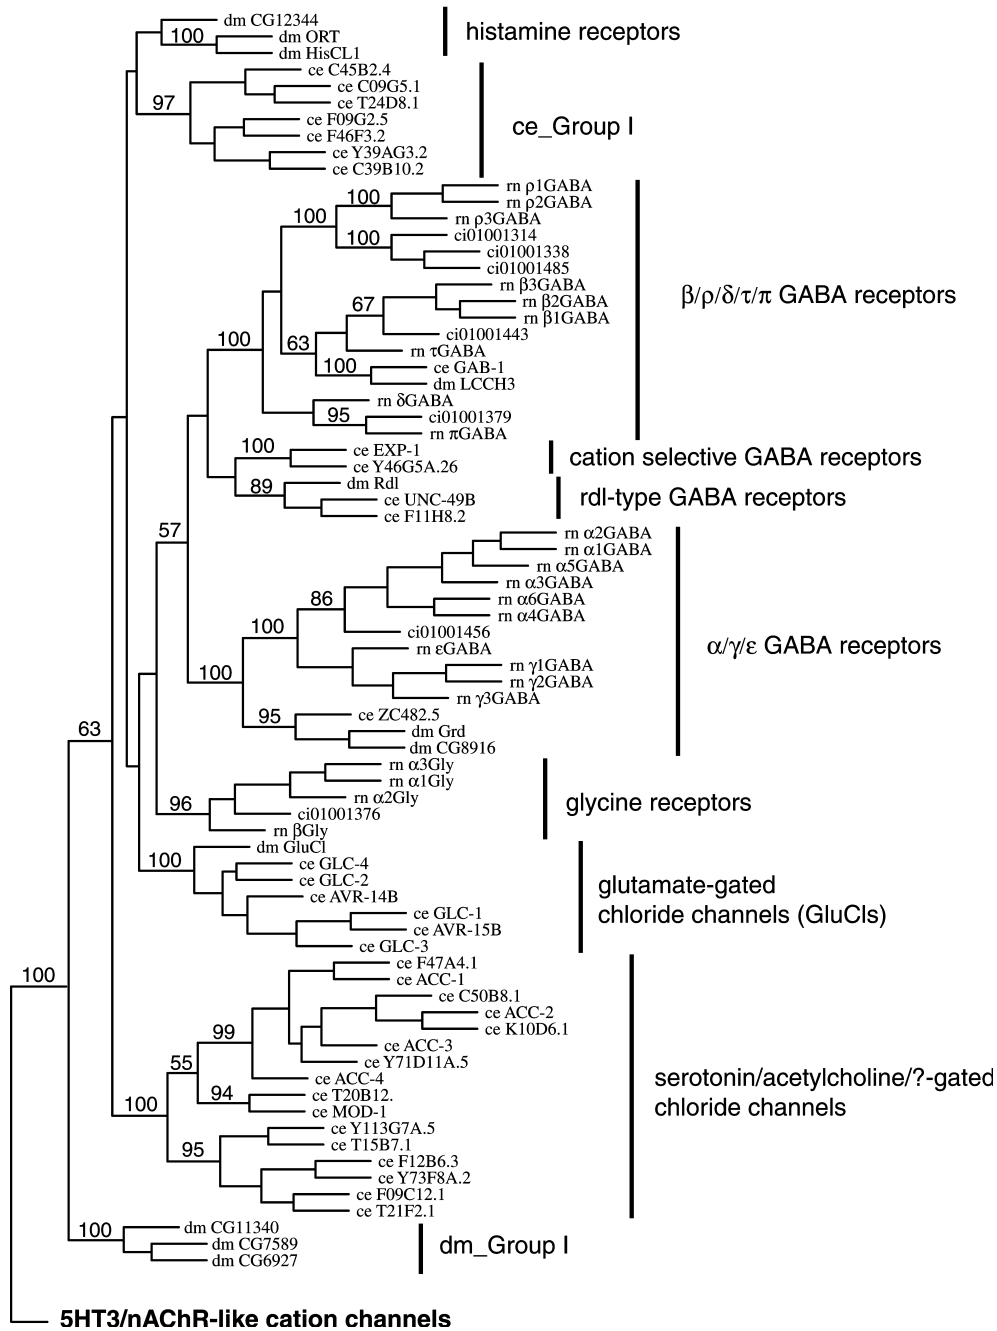 dm CG12344
100
dm ORT
dm HisCL1
histamine receptors
ce C45B2.4
97
ce C09G5.1
ce T24D8.1
ce F09G2.5
ce F46F3.2
ce Y39AG3.2
ce C39B10.2
ce_Group I
rn ρ1GABA
100
rn ρ2GABA
100
rn ρ3GABA
100
ci01001314
ci01001338
ci01001485
rn β3GABA
67
rn β2GABA
rn β1GABA
ci01001443
100
63
rn τGABA
100
ce GAB-1
dm LCCH3
rn δGABA
95
ci01001379
rn πGABA
β/ρ/δ/τ/π GABA receptors
100
ce EXP-1
ce Y46G5A.26
cation selective GABA receptors
89
dm Rdl
ce UNC-49B
ce F11H8.2
rdl-type GABA receptors
57
rn α2GABA
rn α1GABA
rn α5GABA
rn α3GABA
86
rn α6GABA
rn α4GABA
100
ci01001456
rn εGABA
100
rn γ1GABA
rn γ2GABA
rn γ3GABA
95
ce ZC482.5
dm Grd
dm CG8916
α/γ/ε GABA receptors
63
rn α3Gly
rn α1Gly
rn α2Gly
96
ci01001376
rn βGly
glycine receptors
100
dm GluCl
ce GLC-4
ce GLC-2
ce AVR-14B
ce GLC-1
ce AVR-15B
ce GLC-3
glutamate-gated
chloride channels (GluCls)
100
ce F47A4.1
ce ACC-1
ce C50B8.1
ce ACC-2
ce K10D6.1
99
ce ACC-3
ce Y71D11A.5
55
ce ACC-4
94
ce T20B12.
ce MOD-1
100
ce Y113G7A.5
95
ce T15B7.1
ce F12B6.3
ce Y73F8A.2
ce F09C12.1
ce T21F2.1
serotonin/acetylcholine/?-gated
chloride channels
100
dm CG11340
dm CG7589
dm CG6927
dm_Group I
5HT3/nAChR-like cation channels